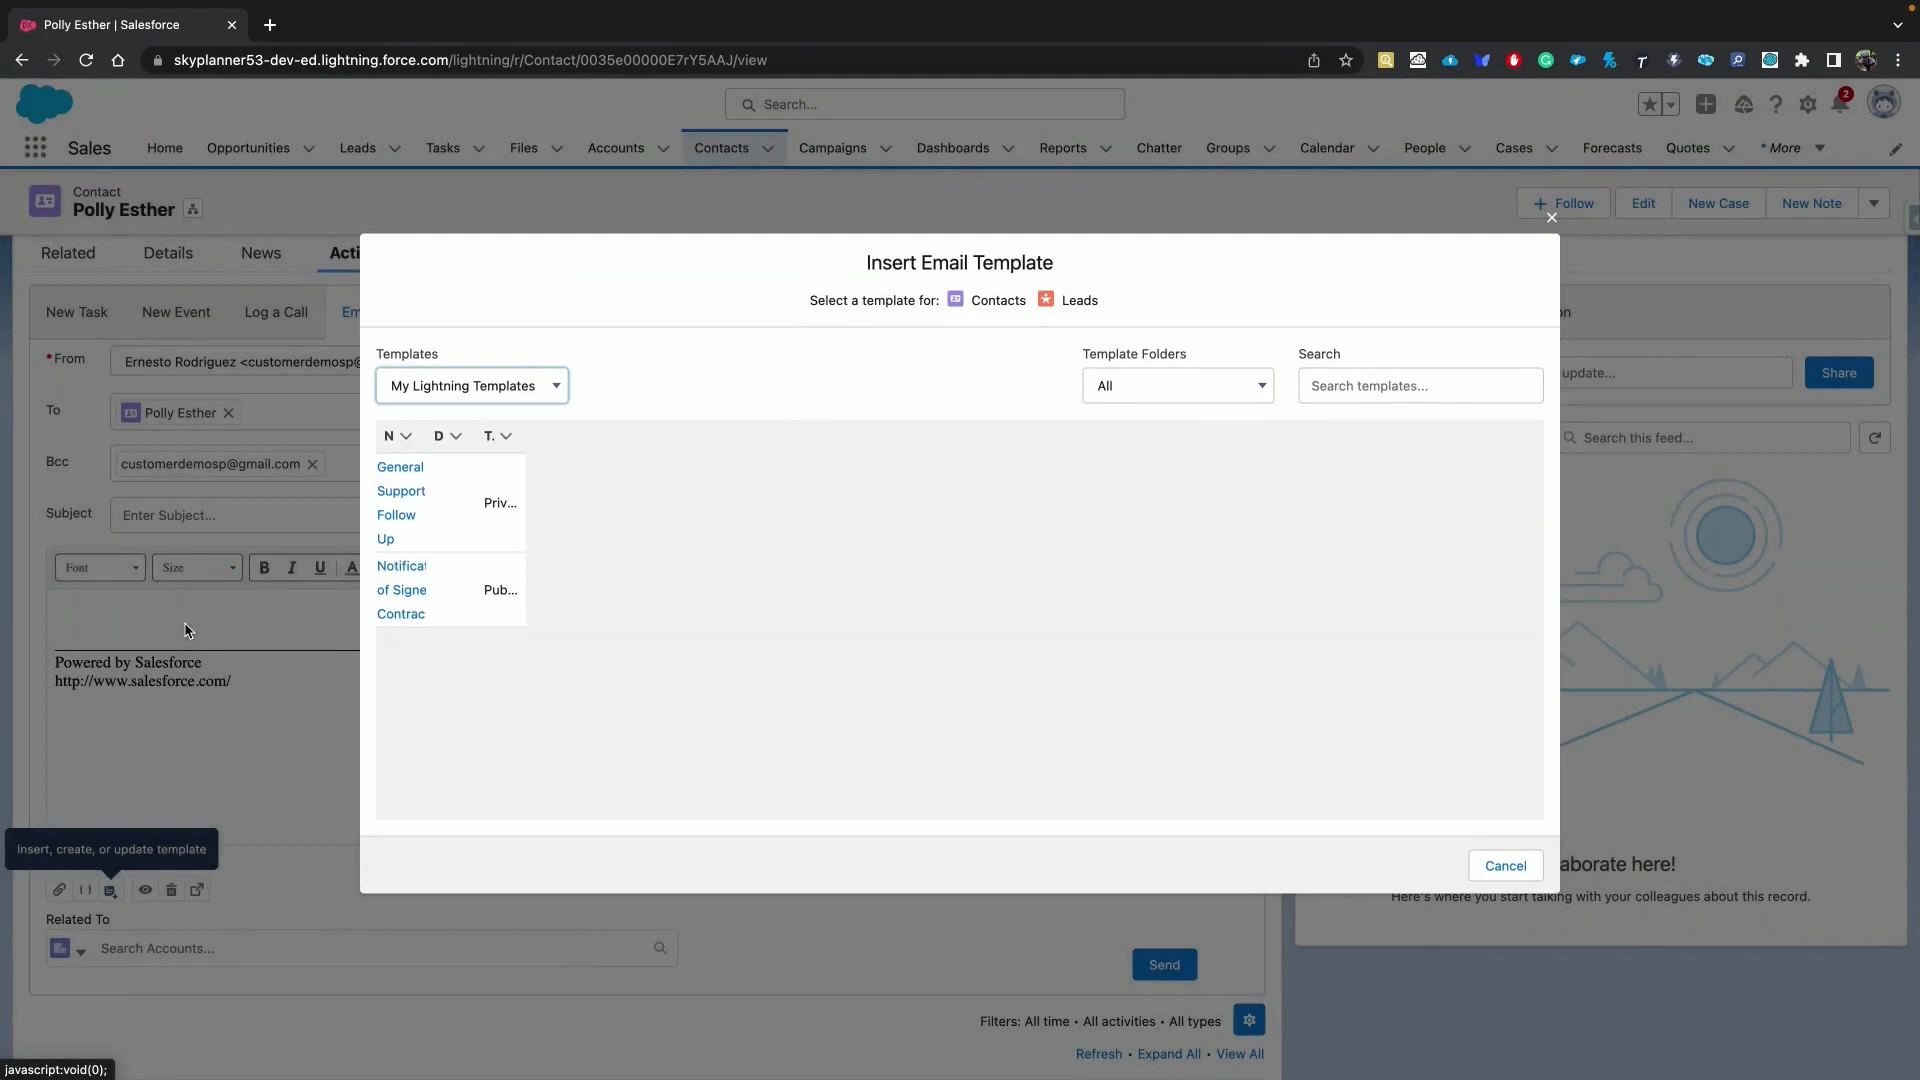 Polly Esther | Salesforce
skyplanner53-dev-ed.lightning.force.com/lightning/r/Contact/0035e00000E7rY5AAJ/view
Search...
2
Sales
Home
Opportunities
Leads
Tasks
Files
Accounts
Contacts
Campaigns
Dashboards
Reports
Chatter
Groups
Calendar
People
Cases
Forecasts
Quotes
* More
Contact
Polly Esther
Follow
Edit
New Case
New Note
Related
Details
News
Acti
New Task
New Event
Log a Call
Em
* From
Ernesto Rodriguez <customerdemosp@
To
Polly Esther
Bcc
customerdemosp@gmail.com
Subject
Enter Subject...
Font
Size
B
I
U
A
Powered by Salesforce
http://www.salesforce.com/
Insert, create, or update template
Related To
Search Accounts...
Send
Filters: All time • All activities • All types
Refresh • Expand All • View All
javascript:void(0);
Insert Email Template
Select a template for: Contacts Leads
Templates
My Lightning Templates
Template Folders
All
Search
Search templates...
N
D
T.
General
Support
Follow
Up
Priv...
Notificat
of Signe
Contrac
Pub...
Cancel
on
update...
Share
Search this feed...
aborate here!
Here's where you start talking with your colleagues about this record.